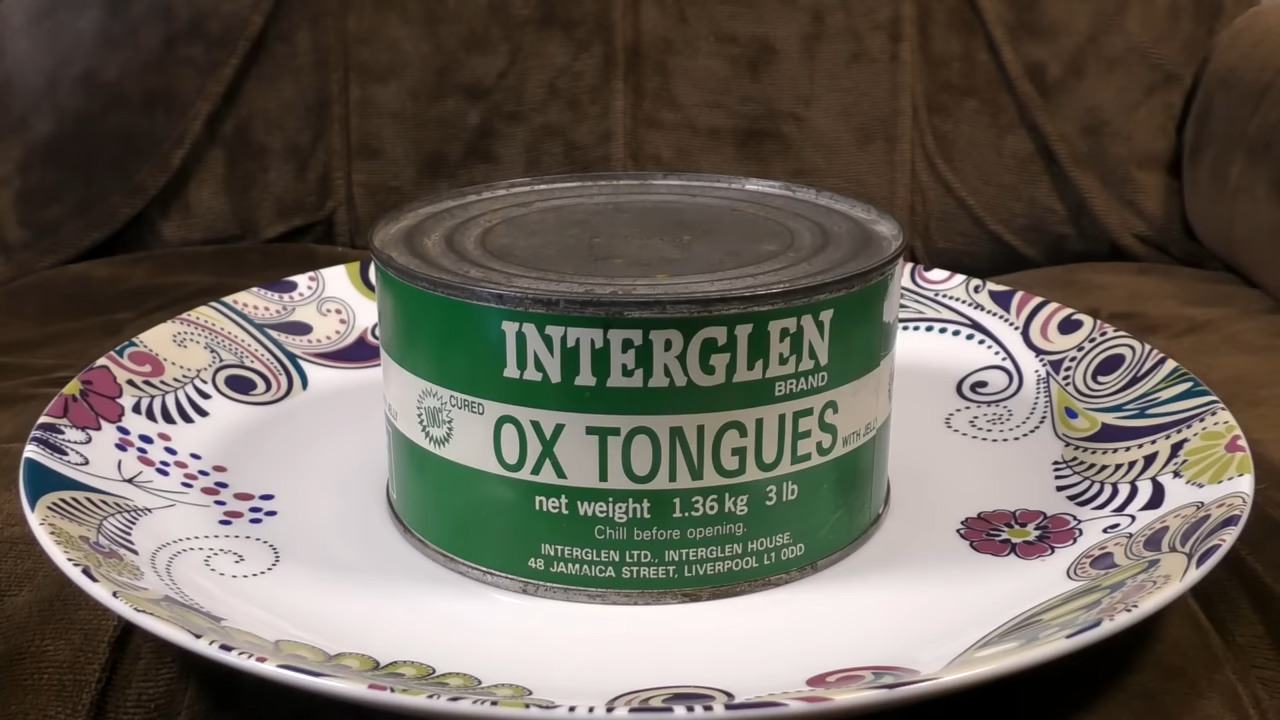 INTERGLEN
BRAND
100%
CURED
OX TONGUES
WITH JELLY
net weight 1.36 kg 3 lb
Chill before opening.
INTERGLEN LTD., INTERGLEN HOUSE,
48 JAMAICA STREET, LIVERPOOL L1 0DD